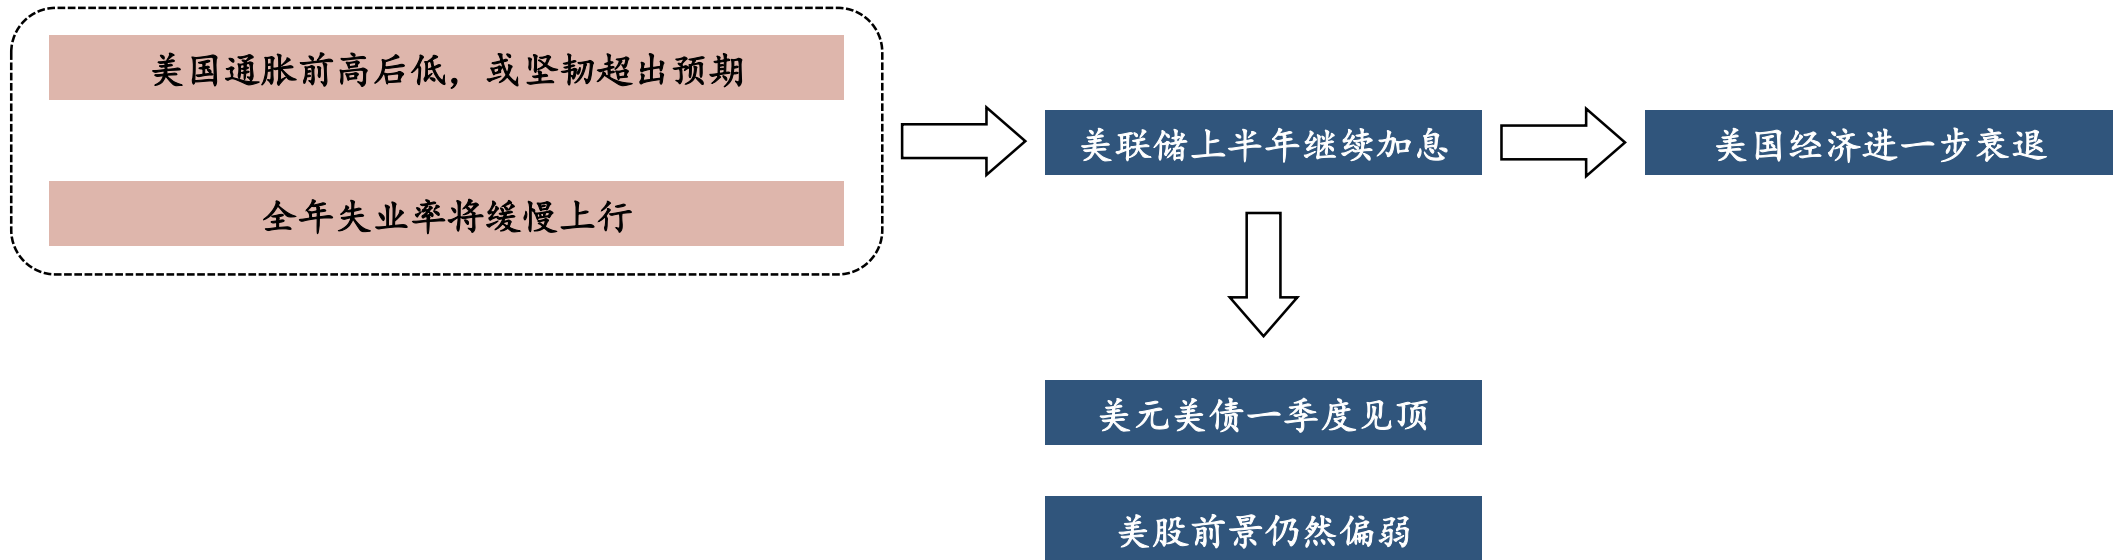 美国通胀前高后低，或坚韧超出预期
全年失业率将缓慢上行
美联储上半年继续加息
美国经济进一步衰退
美元美债一季度见顶
美股前景仍然偏弱